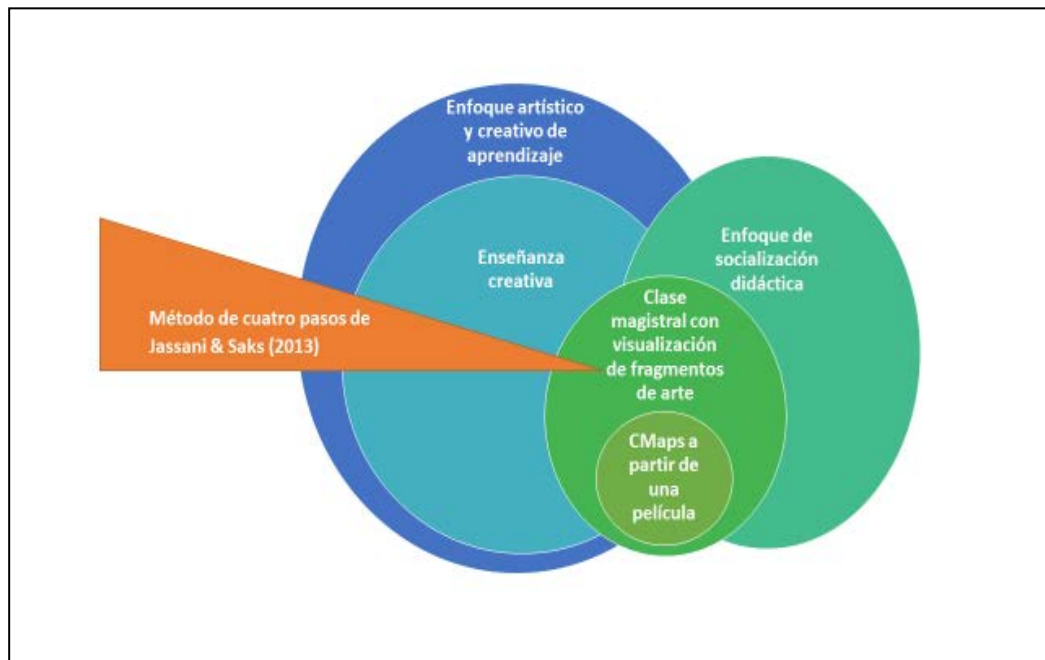 Enfoque artístico
y creativo de
aprendizaje
Enseñanza
creativa
Enfoque de
socialización
didáctica
Método de cuatro pasos de
Jassani & Saks (2013)
Clase
magistral con
visualización
de fragmentos
de arte
CMaps a
partir de
una
película